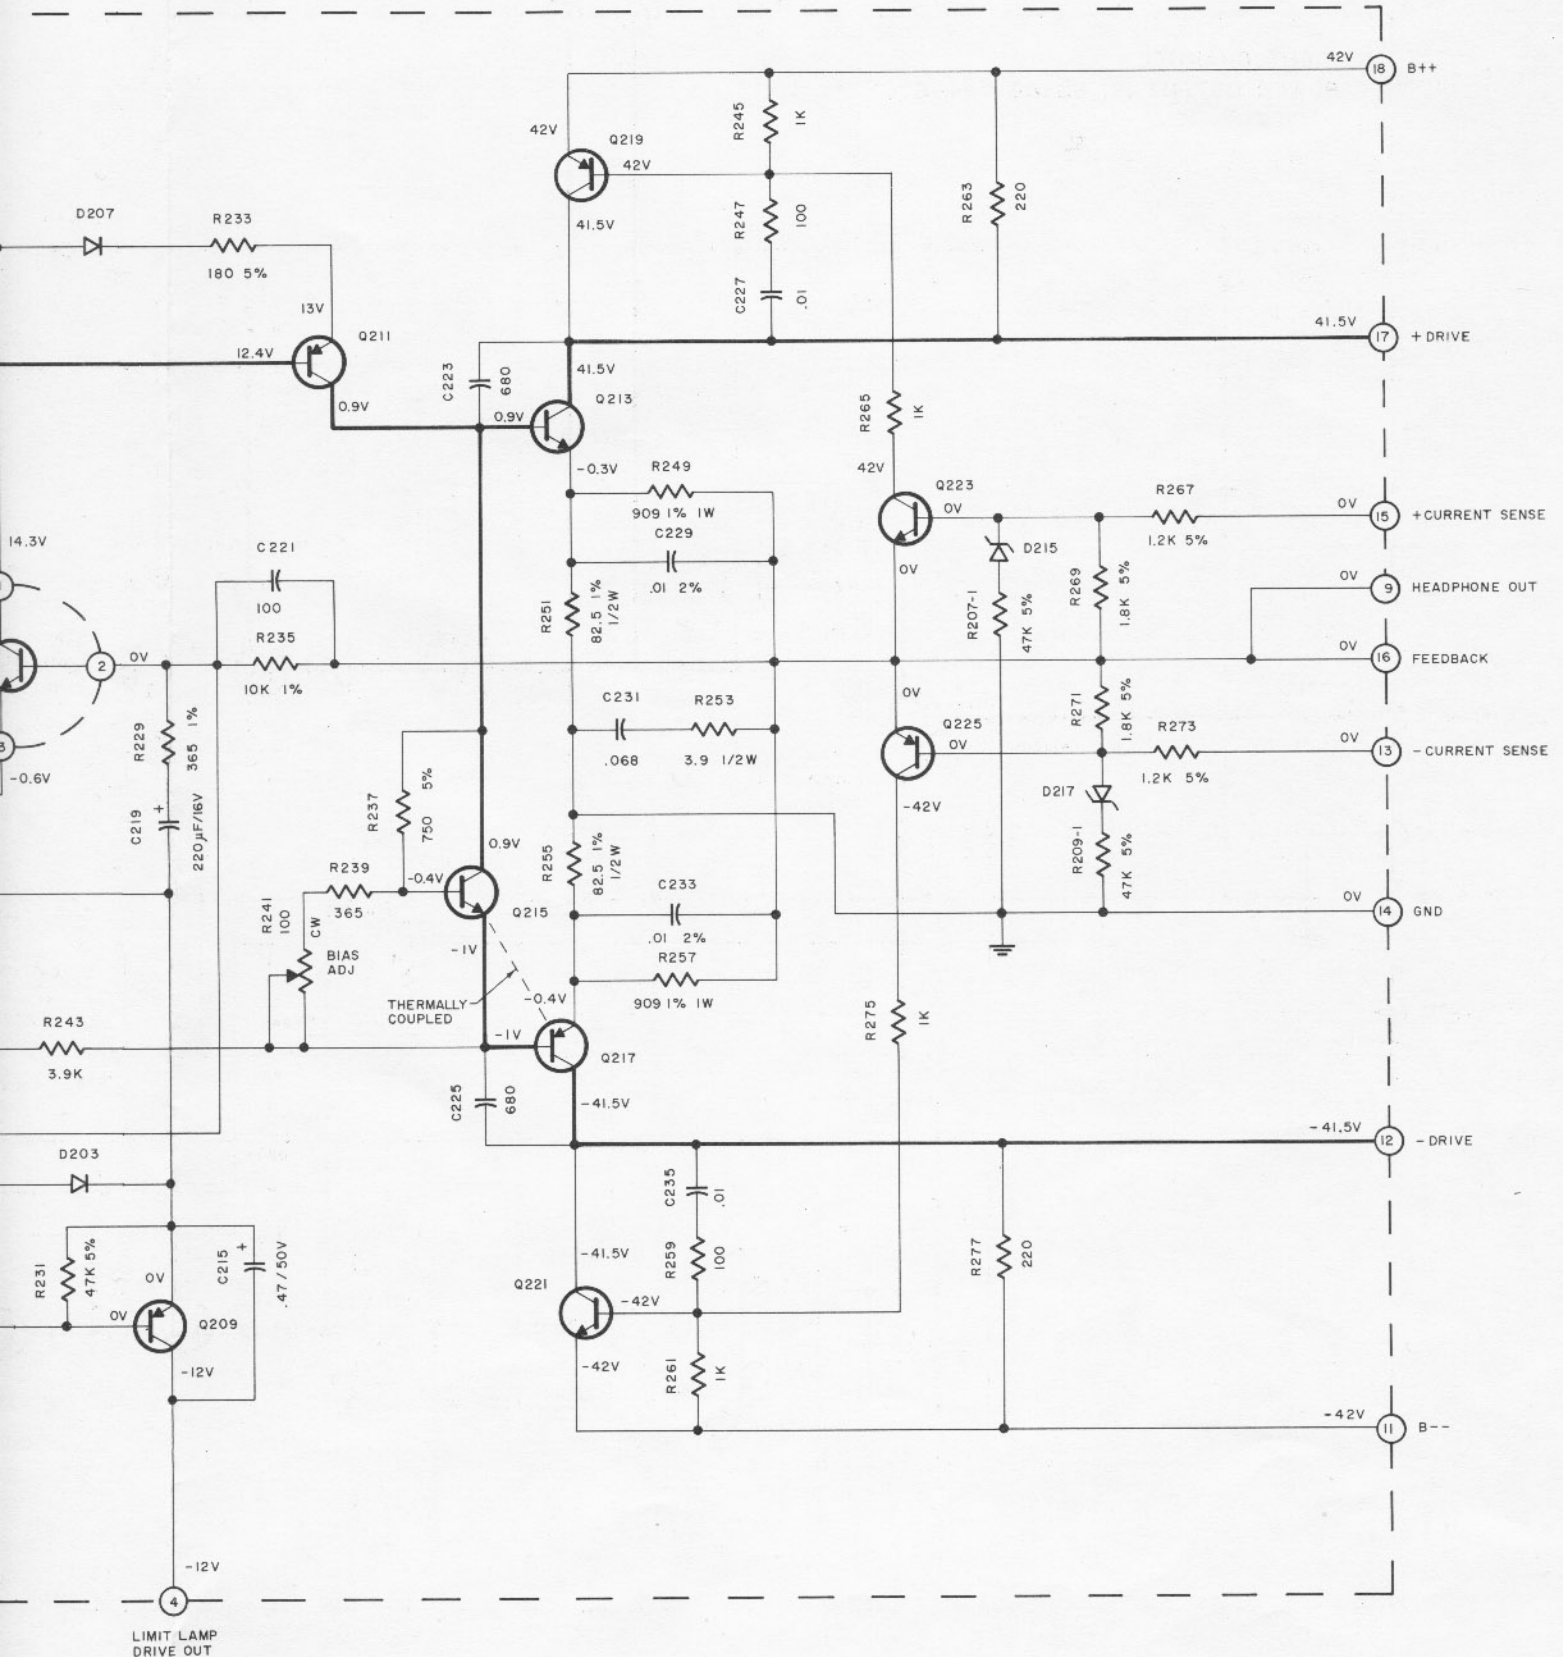 42V
18
B++
R245
1K
42V
Q219
42V
D207
R233
R263
220
41.5V
R247
100
180 5%
C227
.01
13V
41.5V
17
+DRIVE
Q211
12.4V
41.5V
C223
680
Q213
0.9V
0.9V
R265
1K
-0.3V
R249
42V
Q223
R267
909 1% 1W
0V
0V
15
+CURRENT SENSE
14.3V
C221
C229
D215
1.2K 5%
.01 2%
0V
0V
9
HEADPHONE OUT
100
R251
82.5 1%
1/2W
R207-1
47K 5%
R269
1.8K 5%
R235
2
0V
0V
16
FEEDBACK
10K 1%
C231
R253
0V
R271
1.8K 5%
R229
365 1%
Q225
R273
0V
0V
13
-CURRENT SENSE
3
-0.6V
.068
3.9 1/2W
1.2K 5%
D217
C219
+
220µF/16V
R237
750 5%
-42V
0.9V
R255
82.5 1%
1/2W
R209-1
47K 5%
R239
-0.4V
C233
365
R241
100
CW
Q215
0V
14
GND
.01 2%
BIAS
ADJ
-1V
R257
THERMALLY
COUPLED
-0.4V
909 1% 1W
R275
1K
R243
-1V
Q217
3.9K
C225
680
-41.5V
-41.5V
12
-DRIVE
D203
C235
.01
R231
47K 5%
C215
+
.47/50V
-41.5V
R259
100
R277
220
0V
Q221
-42V
0V
Q209
-12V
-42V
R261
1K
-42V
11
B--
-12V
4
LIMIT LAMP
DRIVE OUT